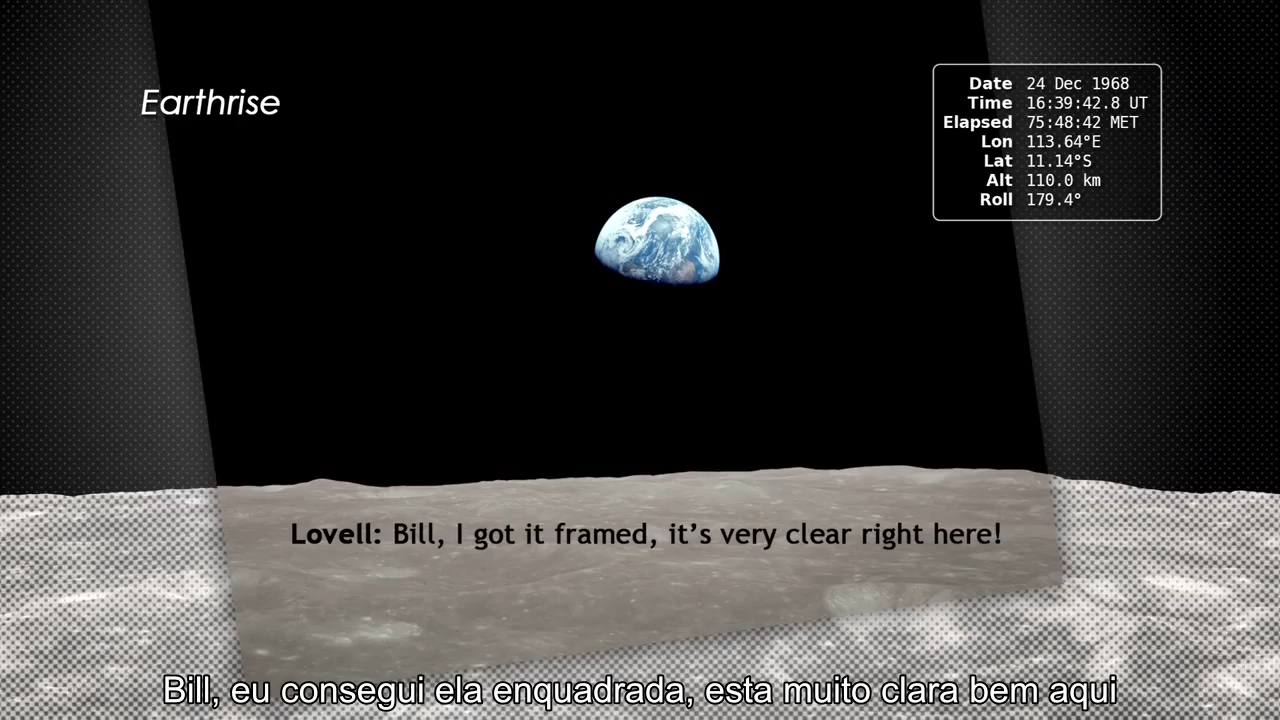 Earthrise
Date 24 Dec 1968
Time 16:39:42.8 UT
Elapsed 75:48:42 MET
Lon 113.64°E
Lat 11.14°S
Alt 110.0 km
Roll 179.4°
Lovell: Bill, I got it framed, it’s very clear right here!
Bill, eu consegui ela enquadrada, esta muito clara bem aqui